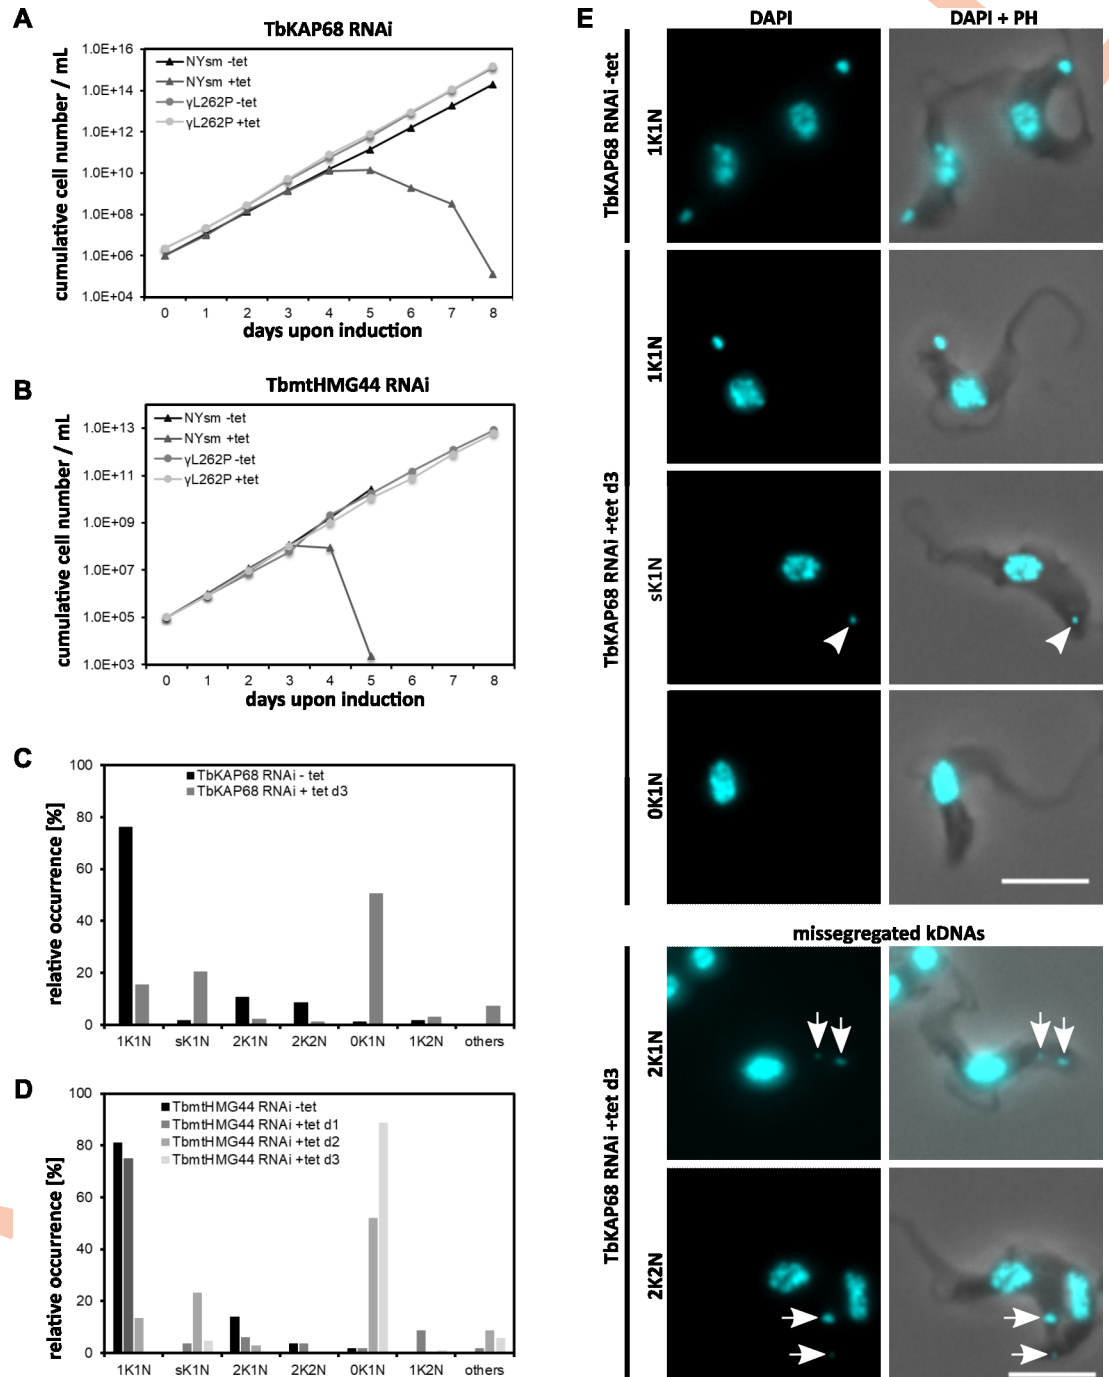 A
TbKAP68 RNAi
cumulative cell number / mL
1.0E+16
1.0E+14
1.0E+12
1.0E+10
1.0E+08
1.0E+06
1.0E+04
NYsm -tet
NYsm +tet
γL262P -tet
γL262P +tet
0 1 2 3 4 5 6 7 8
days upon induction
B
TbmtHMG44 RNAi
cumulative cell number / mL
1.0E+13
1.0E+11
1.0E+09
1.0E+07
1.0E+05
1.0E+03
NYsm -tet
NYsm +tet
γL262P -tet
γL262P +tet
0 1 2 3 4 5 6 7 8
days upon induction
C
relative occurrence [%]
100
80
60
40
20
0
TbKAP68 RNAi - tet
TbKAP68 RNAi + tet d3
1K1N sK1N 2K1N 2K2N 0K1N 1K2N others
D
relative occurrence [%]
100
80
60
40
20
0
TbmtHMG44 RNAi -tet
TbmtHMG44 RNAi +tet d1
TbmtHMG44 RNAi +tet d2
TbmtHMG44 RNAi +tet d3
1K1N sK1N 2K1N 2K2N 0K1N 1K2N others
E
DAPI DAPI + PH
TbKAP68 RNAi -tet
1K1N
TbKAP68 RNAi +tet d3
1K1N
sK1N
0K1N
missegregated kDNAs
TbKAP68 RNAi +tet d3
2K1N
2K2N